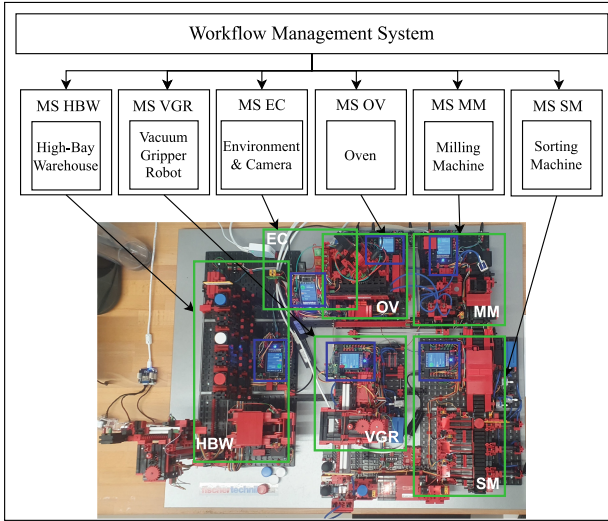 Workflow Management System
MS HBW
MS VGR
MS EC
MS OV
MS MM
MS SM
High-Bay
Warehouse
Vacuum
Gripper
Robot
Environment
& Camera
Oven
Milling
Machine
Sorting
Machine
EC
OV
MM
HBW
VGR
SM